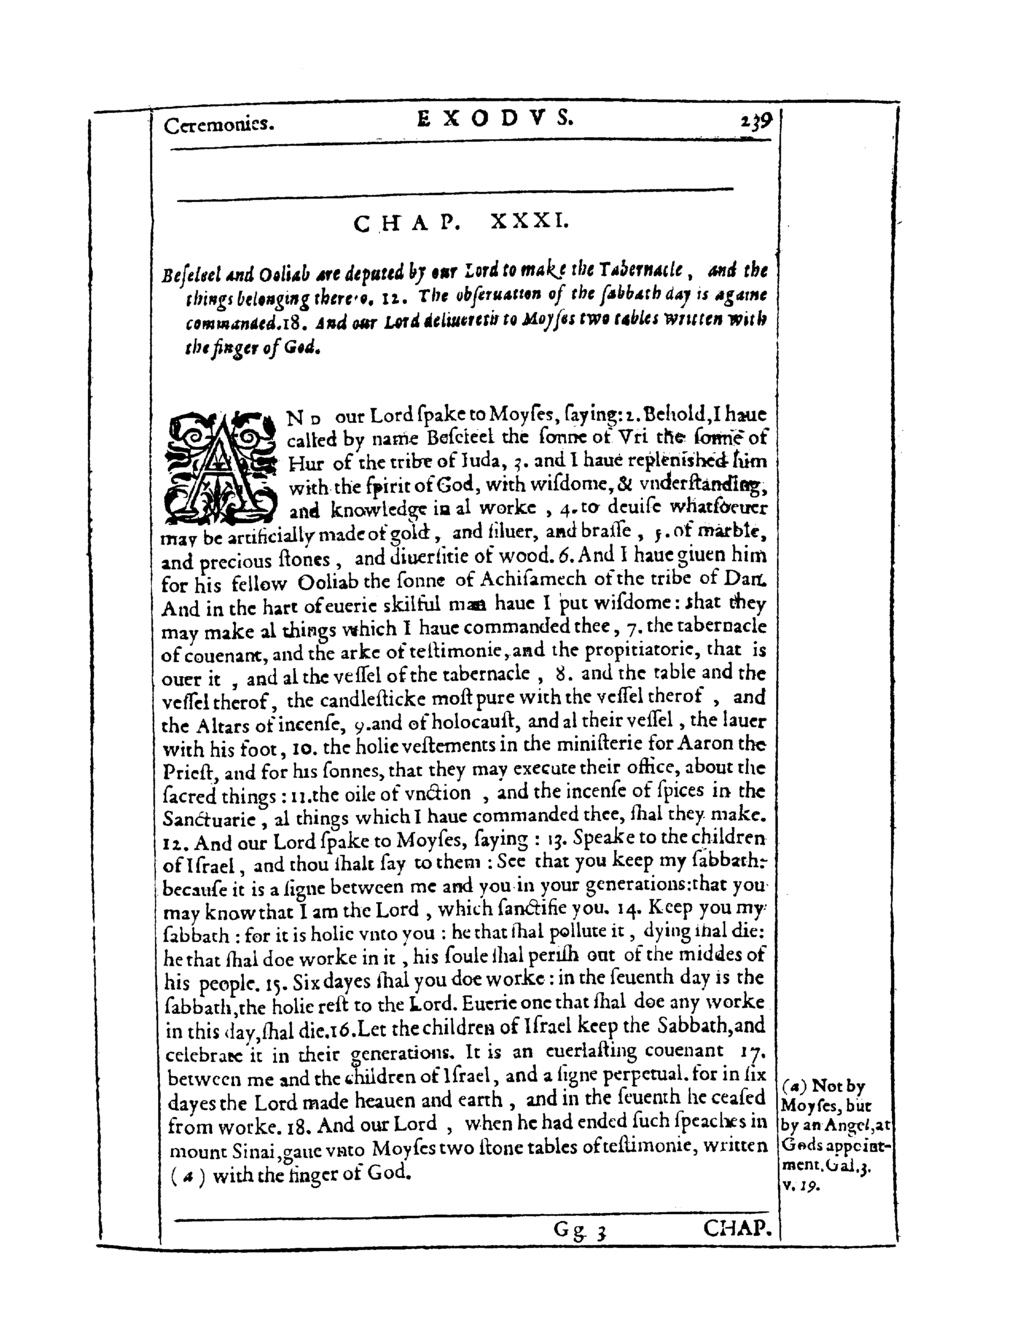 Ceremonies. EXODVS. 239
CHAP. XXXI.
Beſeleel and Ooliab are deputed by our Lord to make the Tabernacle, and the
things belonging thereto. 12. The obſeruation of the ſabbath day is againe
commanded. 18. And our Lord deliuereth to Moyſes two tables written with
the finger of God.
AND our Lord ſpake to Moyſes, ſaying: 2. Behold, I haue
called by name Beſeleel the ſonne of Vri the ſonne of
Hur of the tribe of Iuda, 3. and I haue repleniſhed him
with the ſpirit of God, with wiſdome, & vnderſtanding,
and knowledge in al worke, 4. to deuiſe whatſoeuer
may be artificially made of gold, and ſiluer, and braſſe, 5. of marble,
and precious ſtones, and diuerſitie of wood. 6. And I haue giuen him
for his fellow Ooliab the ſonne of Achiſamech of the tribe of Dan.
And in the hart of euerie skilful man haue I put wiſdome: that they
may make al things which I haue commanded thee, 7. the tabernacle
of couenant, and the arke of teſtimonie, and the propitiatorie, that is
ouer it, and al the veſſel of the tabernacle, 8. and the table and the
veſſel therof, the candleſticke moſt pure with the veſſel therof, and
the Altars of incenſe, 9. and of holocauſt, and al their veſſel, the lauer
with his foot, 10. the holie veſtements in the miniſterie for Aaron the
Prieſt, and for his ſonnes, that they may execute their office, about the
ſacred things: 11. the oile of vnction, and the incenſe of ſpices in the
Sanctuarie, al things which I haue commanded thee, ſhal they make.
12. And our Lord ſpake to Moyſes, ſaying: 13. Speake to the children
of Iſrael, and thou ſhalt ſay to them: See that you keep my ſabbath:
becauſe it is a ſigne between me and you in your generations: that you
may know that I am the Lord, which ſanctifie you. 14. Keep you my
ſabbath: for it is holie vnto you: he that ſhal pollute it, dying ſhal die:
he that ſhal doe worke in it, his ſoule ſhal periſh out of the middes of
his people. 15. Six dayes ſhal you doe worke: in the ſeuenth day is the
ſabbath, the holie reſt to the Lord. Euerie one that ſhal doe any worke
in this day, ſhal die. 16. Let the children of Iſrael keep the Sabbath, and
celebrate it in their generations. It is an euerlaſting couenant 17.
between me and the children of Iſrael, and a ſigne perpetual. for in ſix
dayes the Lord made heauen and earth, and in the ſeuenth he ceaſed
from worke. 18. And our Lord, when he had ended ſuch ſpeaches in
mount Sinai, gaue vnto Moyſes two ſtone tables of teſtimonie, written
(a) with the finger of God.
(a) Not by
Moyſes, but
by an Angel, at
Gods appoint-
ment. Gal. 3.
v. 19.
Gg 3 CHAP.